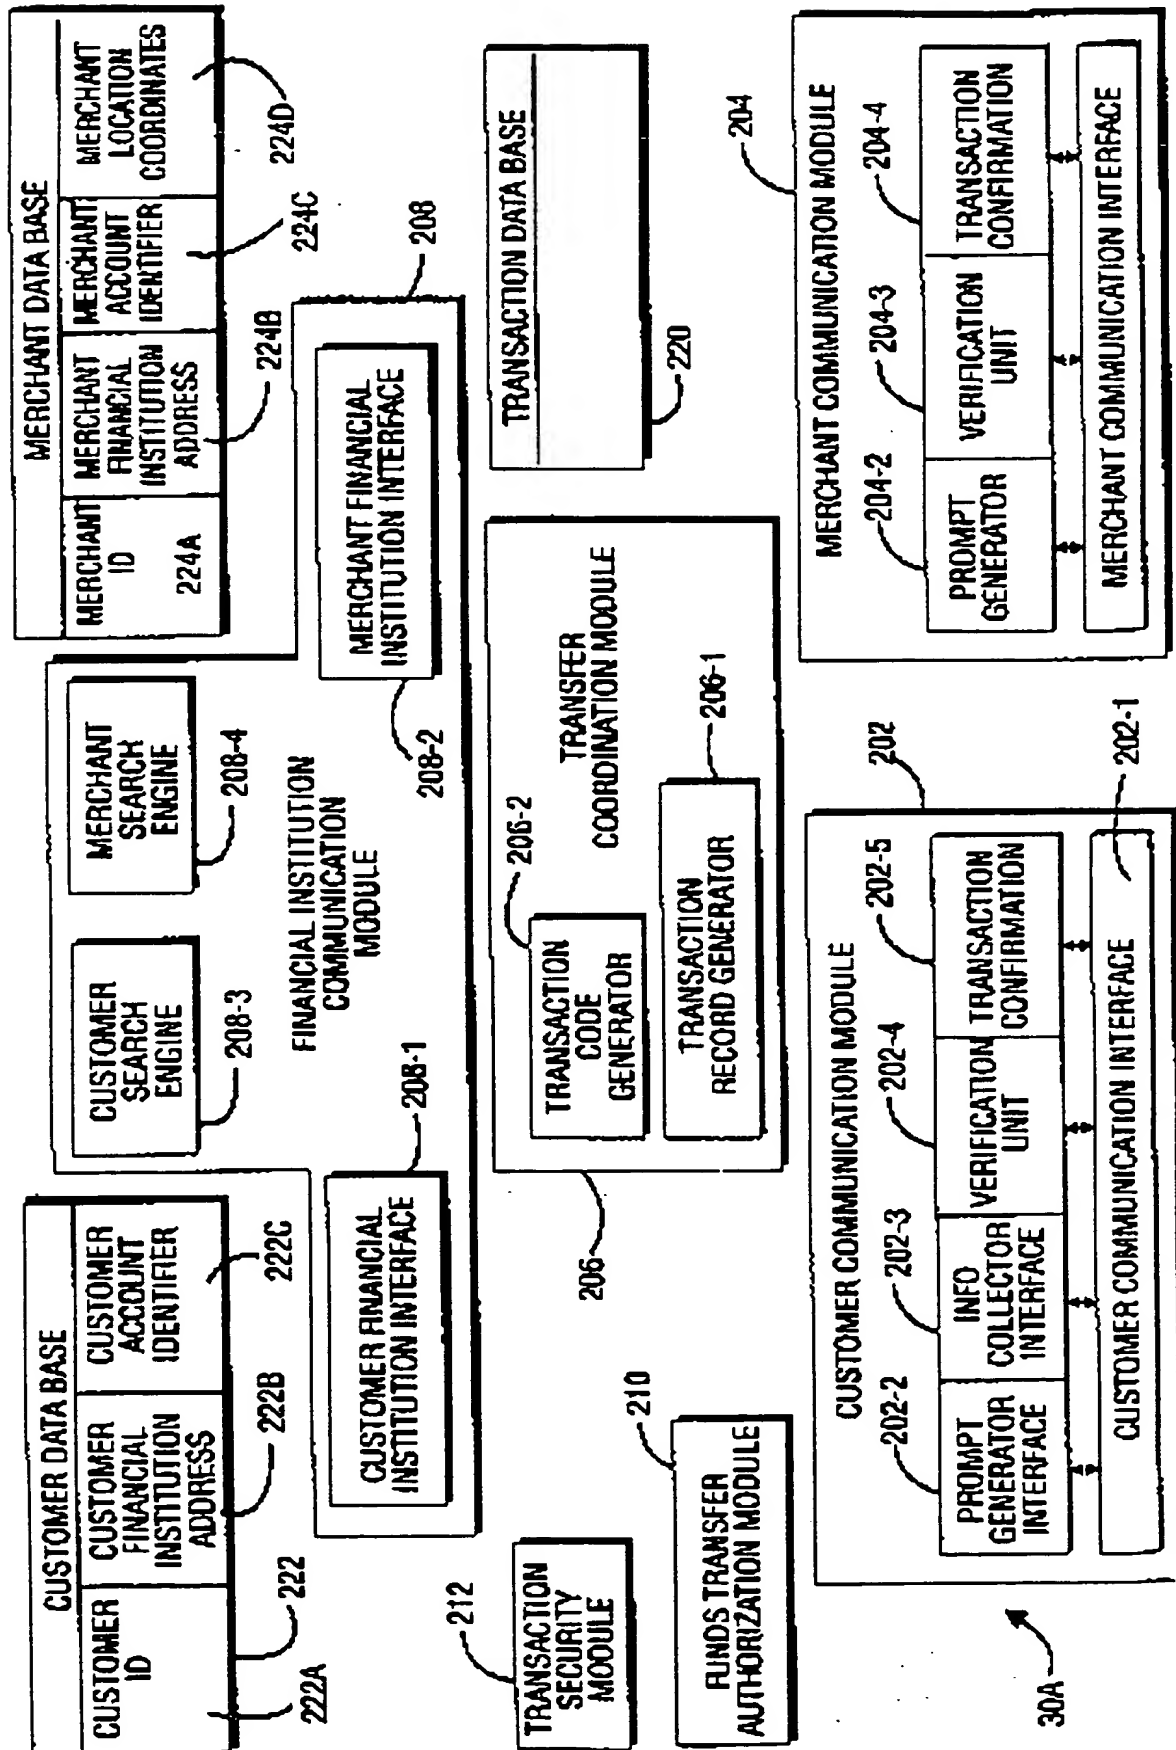 CUSTOMER DATA BASE
CUSTOMER
ID
CUSTOMER
FINANCIAL
INSTITUTION
ADDRESS
CUSTOMER
ACCOUNT
IDENTIFIER
222A
222
222B
222C
CUSTOMER
SEARCH
ENGINE
208-3
MERCHANT
SEARCH
ENGINE
208-4
FINANCIAL INSTITUTION
COMMUNICATION
MODULE
CUSTOMER FINANCIAL
INSTITUTION INTERFACE
208-1
MERCHANT FINANCIAL
INSTITUTION INTERFACE
208-2
208
MERCHANT DATA BASE
MERCHANT
ID
224A
MERCHANT
FINANCIAL
INSTITUTION
ADDRESS
224B
MERCHANT
ACCOUNT
IDENTIFIER
224C
MERCHANT
LOCATION
COORDINATES
224D
212
TRANSACTION
SECURITY
MODULE
210
FUNDS TRANSFER
AUTHORIZATION MODULE
206
206-2
TRANSACTION
CODE
GENERATOR
TRANSFER
COORDINATION MODULE
206-1
TRANSACTION
RECORD GENERATOR
TRANSACTION DATA BASE
220
30A
CUSTOMER COMMUNICATION MODULE
202
202-2
202-3
202-4
202-5
PROMPT
GENERATOR
INTERFACE
INFO
COLLECTOR
INTERFACE
VERIFICATION
UNIT
TRANSACTION
CONFIRMATION
CUSTOMER COMMUNICATION INTERFACE
202-1
MERCHANT COMMUNICATION MODULE
204
204-2
204-3
204-4
PROMPT
GENERATOR
VERIFICATION
UNIT
TRANSACTION
CONFIRMATION
MERCHANT COMMUNICATION INTERFACE